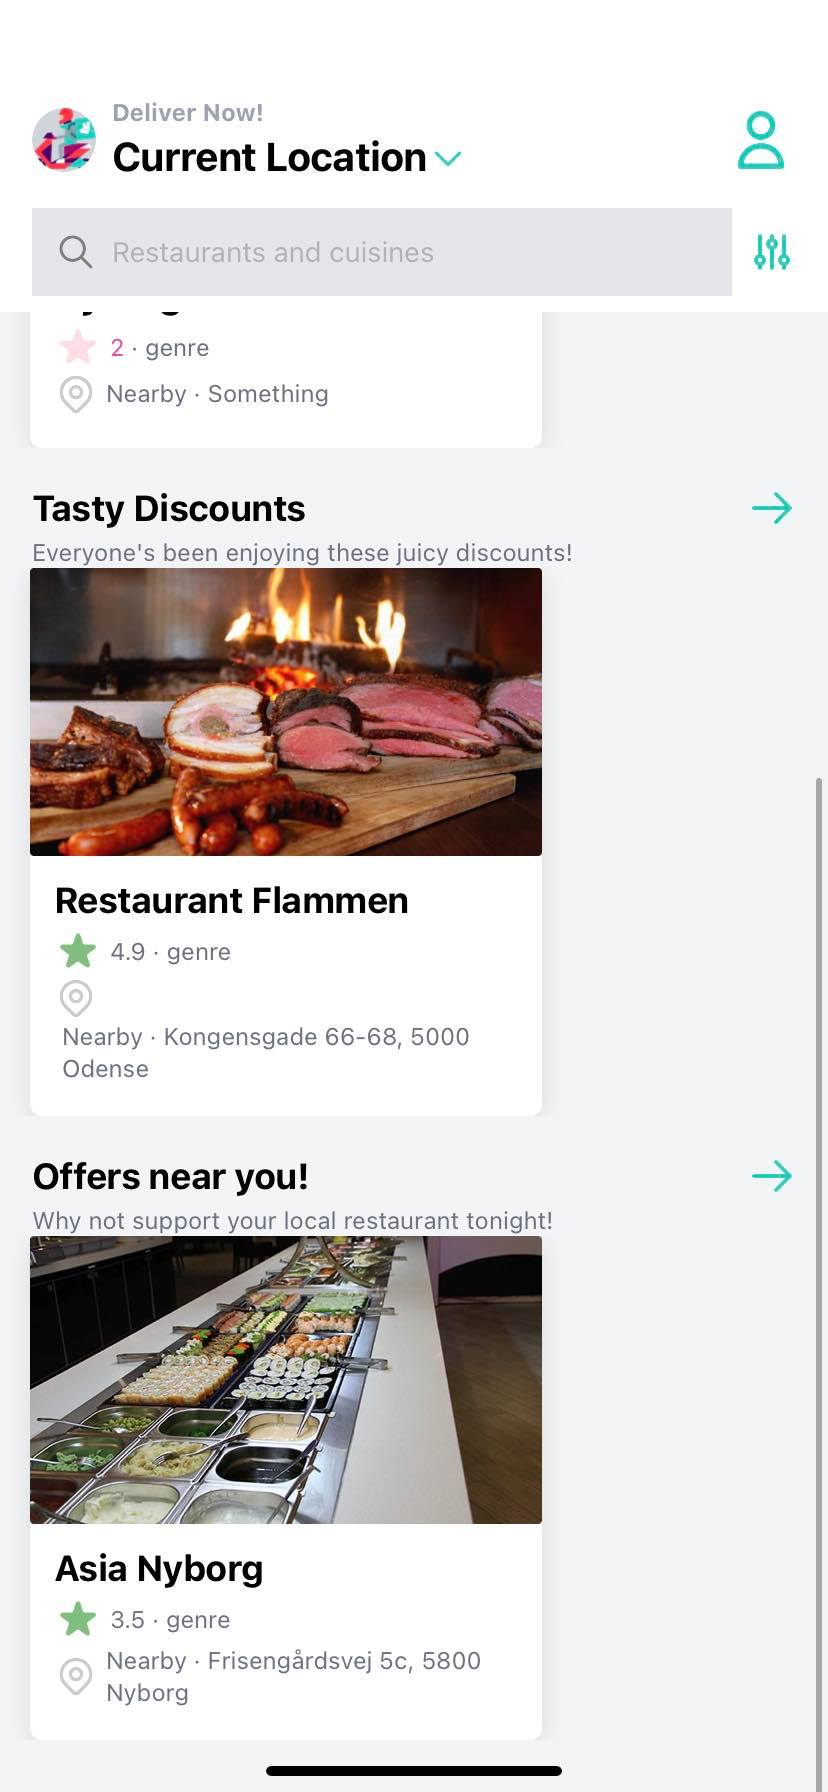 Deliver Now!
Current Location
Restaurants and cuisines
2 · genre
Nearby · Something
Tasty Discounts
Everyone's been enjoying these juicy discounts!
Restaurant Flammen
4.9 · genre
Nearby · Kongensgade 66-68, 5000
Odense
Offers near you!
Why not support your local restaurant tonight!
Asia Nyborg
3.5 · genre
Nearby · Frisengårdsvej 5c, 5800
Nyborg